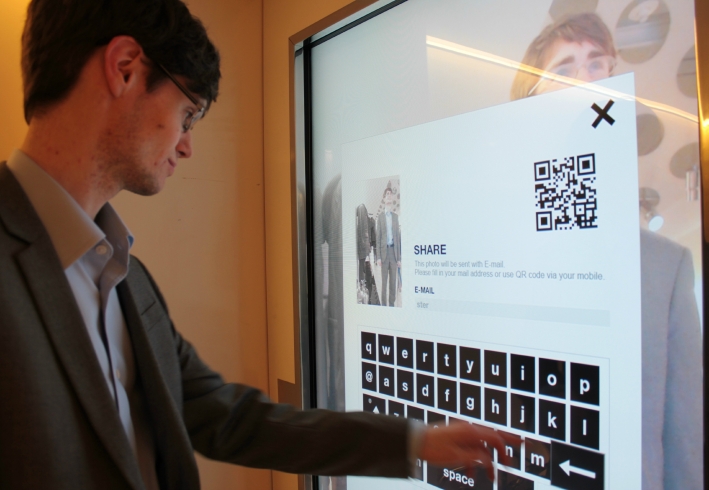 SHARE
This photo will be sent with E-mail.
Please fill in your mail address or use QR code via your mobile.
E-MAIL
q w e r t y u i o p
@ a s d f g h j k l
n m
space